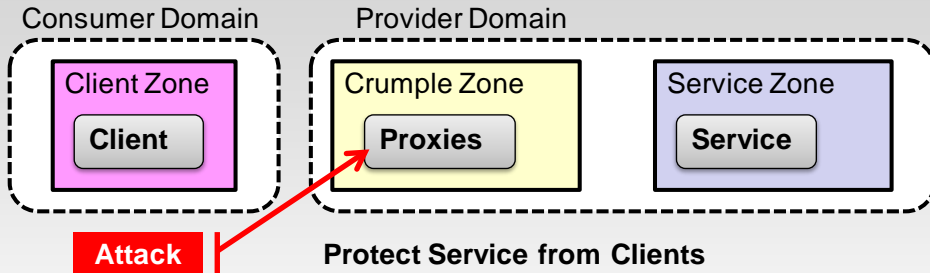 Consumer Domain
Provider Domain
Client Zone
Client
Crumple Zone
Proxies
Service Zone
Service
Attack
Protect Service from Clients